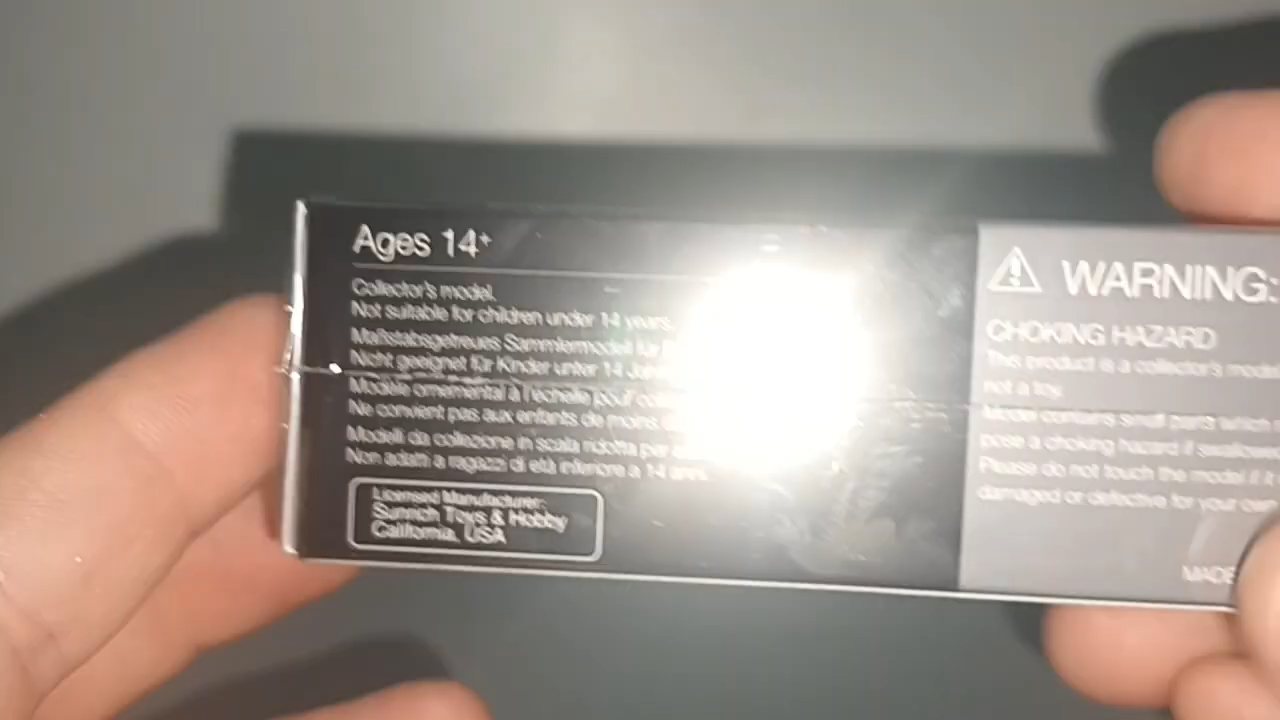 Ages 14+
Collector's model.
Not suitable for children under 14 years.
Maßstabsgetreues Sammlermodell für
Nicht geeignet für Kinder unter 14
Modèle ornemental à l'échelle pour
Ne convient pas aux enfants de moins
Modelli da collezione in scala ridotta per
Non adatti a ragazzi di età inferiore a 14 anni.
Licensed Manufacturer:
Sunrich Toys & Hobby
California, USA
WARNING:
CHOKING HAZARD
This product is a collector's model
not a toy.
Model contains small parts which
pose a choking hazard if swallowed
Please do not touch the model if it
damaged or defective for your own
MADE